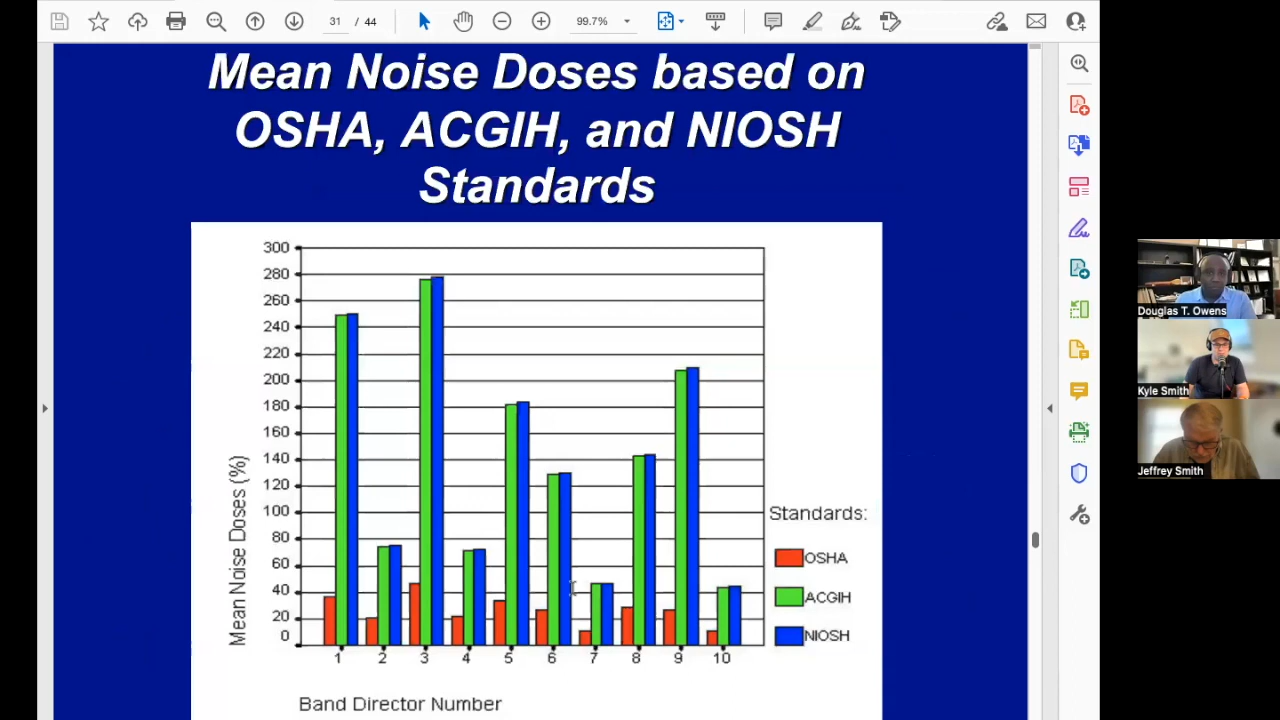 31 / 44
99.7%
Mean Noise Doses based on
OSHA, ACGIH, and NIOSH
Standards
300
280
260
240
220
200
180
160
140
120
100
80
60
40
20
0
Mean Noise Doses (%)
1 2 3 4 5 6 7 8 9 10
Band Director Number
Standards:
OSHA
ACGIH
NIOSH
Douglas T. Owens
Kyle Smith
Jeffrey Smith